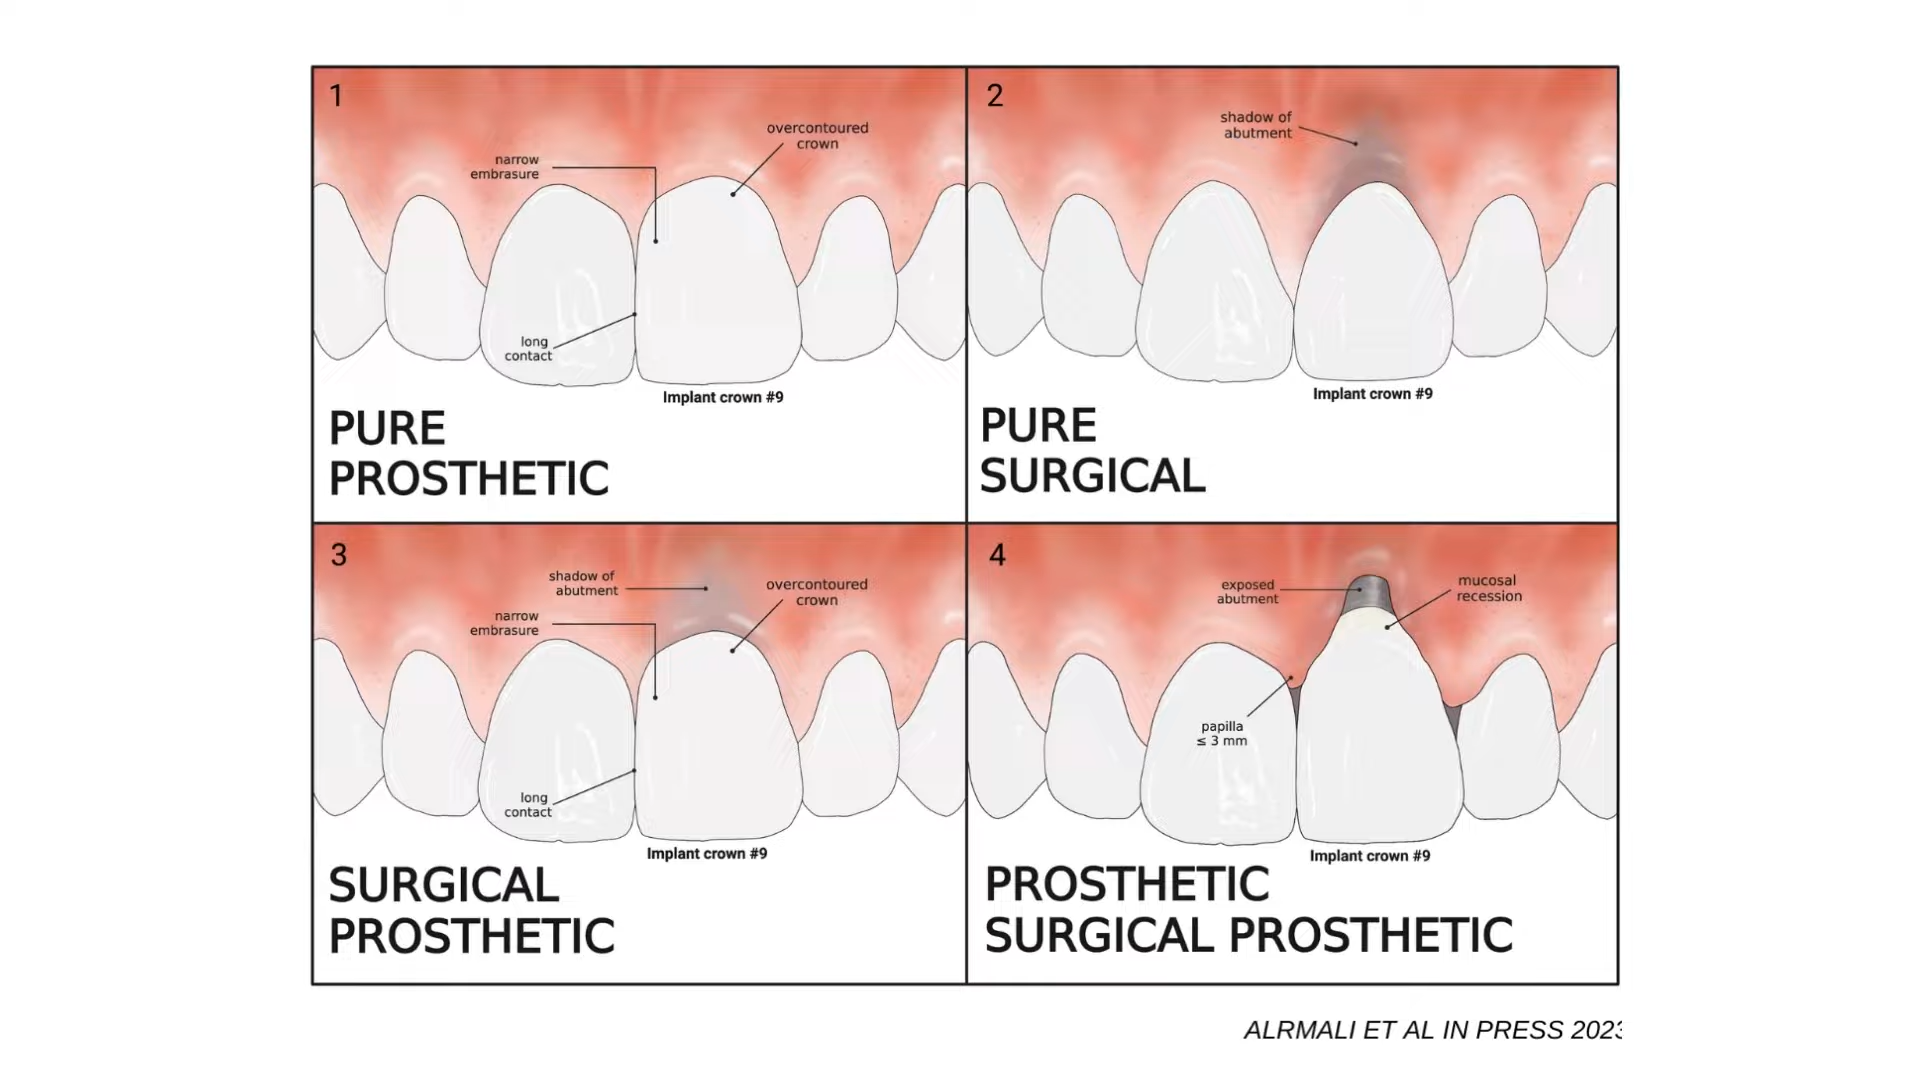 1
overcontoured
crown
narrow
embrasure
long
contact
Implant crown #9
PURE
PROSTHETIC
2
shadow of
abutment
Implant crown #9
PURE
SURGICAL
3
shadow of
abutment
overcontoured
crown
narrow
embrasure
long
contact
Implant crown #9
SURGICAL
PROSTHETIC
4
exposed
abutment
mucosal
recession
papilla
≤ 3 mm
Implant crown #9
PROSTHETIC
SURGICAL PROSTHETIC
ALRMALI ET AL IN PRESS 2023